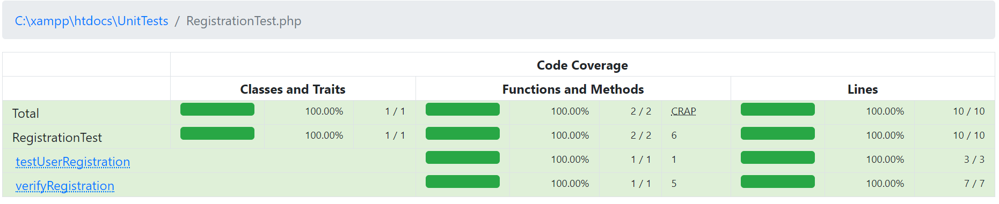 C:\xampp\htdocs\UnitTests / RegistrationTest.php
Code Coverage
Classes and Traits Functions and Methods Lines
Total 100.00% 1 / 1 100.00% 2 / 2 CRAP 100.00% 10 / 10
RegistrationTest 100.00% 1 / 1 100.00% 2 / 2 6 100.00% 10 / 10
testUserRegistration 100.00% 1 / 1 1 100.00% 3 / 3
verifyRegistration 100.00% 1 / 1 5 100.00% 7 / 7